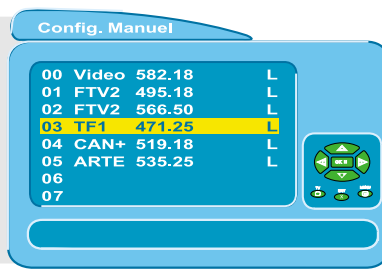 Config. Manuel
00 Video 582.18 L
01 FTV2 495.18 L
02 FTV2 566.50 L
03 TF1 471.25 L
04 CAN+ 519.18 L
05 ARTE 535.25 L
06
07
OK